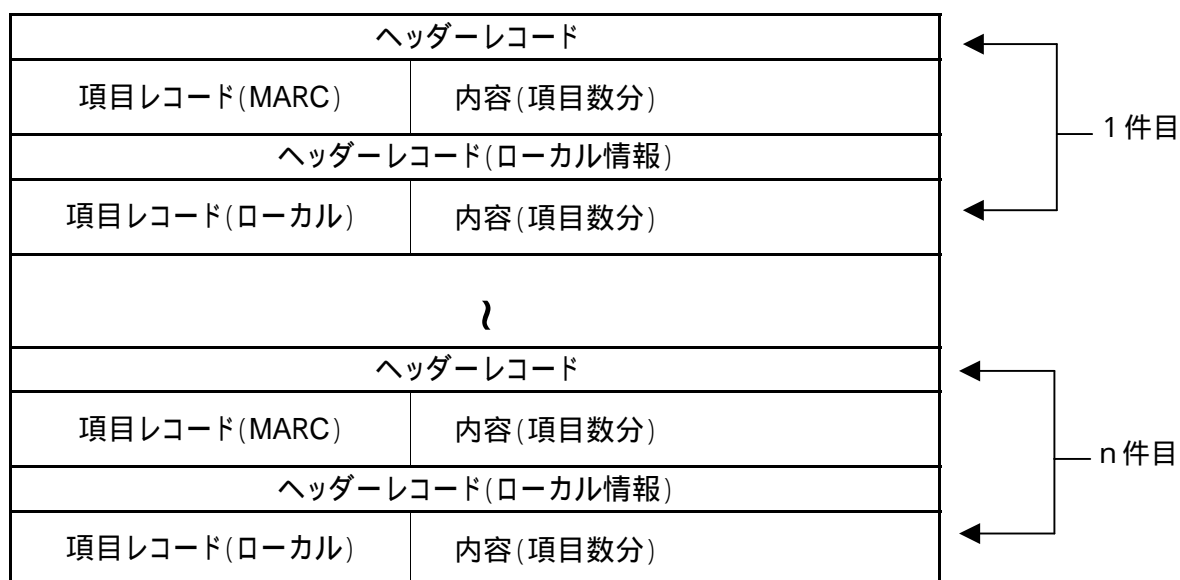 ヘッダーレコード
項目レコード(MARC) 内容(項目数分)
ヘッダーレコード(ローカル情報)
項目レコード(ローカル) 内容(項目数分)
1件目
~
ヘッダーレコード
項目レコード(MARC) 内容(項目数分)
ヘッダーレコード(ローカル情報)
項目レコード(ローカル) 内容(項目数分)
n件目